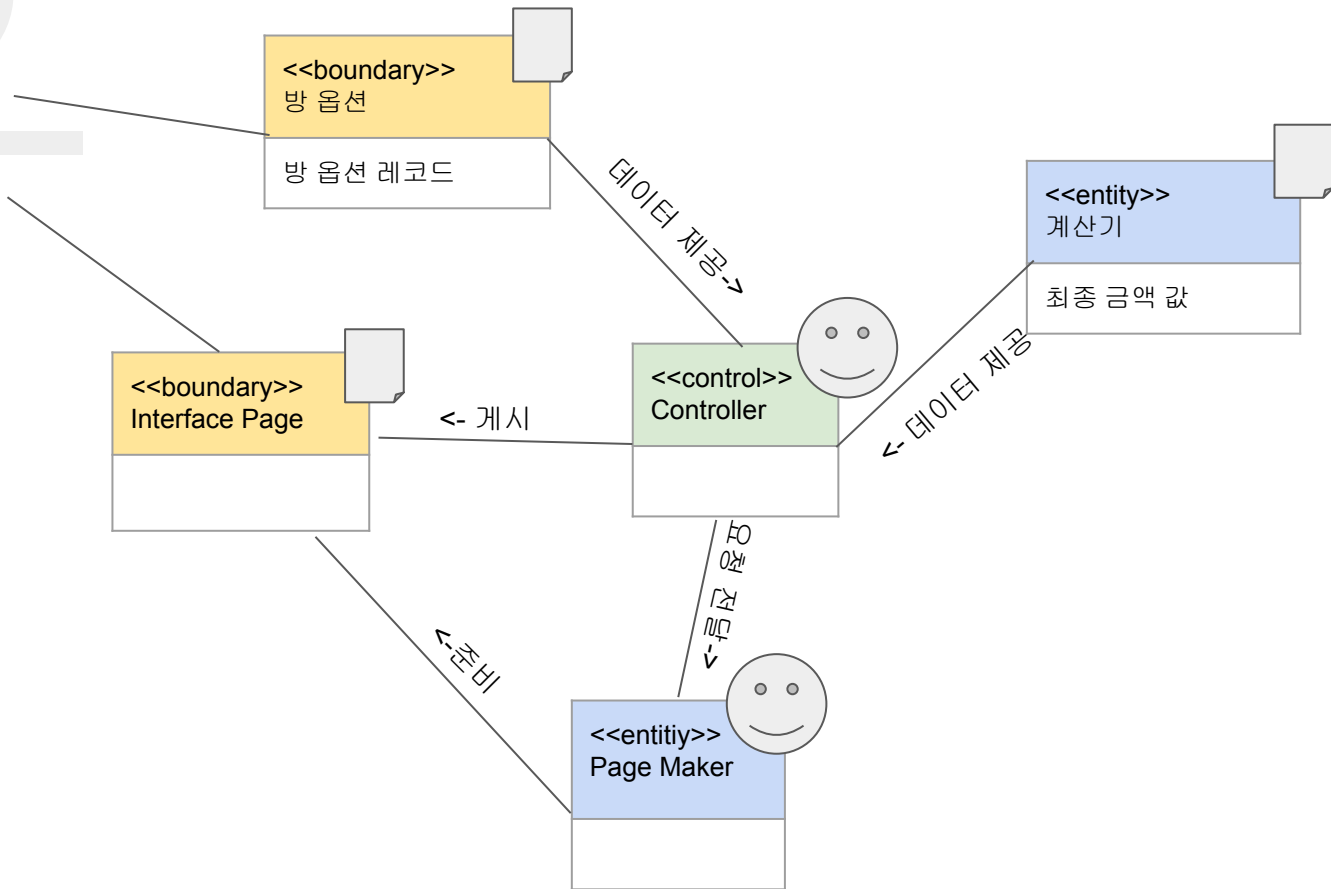 <<boundary>>
방 옵션
방 옵션 레코드
데이터 제공->
<<entity>>
계산기
최종 금액 값
<- 데이터 제공
<<boundary>>
Interface Page
<- 게시
<<control>>
Controller
요청 전달->
<-준비
<<entitiy>>
Page Maker